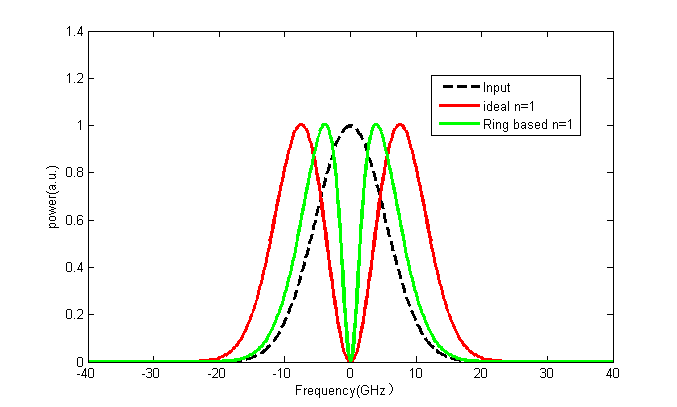 1.4
1.2
1
0.8
0.6
0.4
0.2
0
power(a.u.)
Input
ideal n=1
Ring based n=1
-40 -30 -20 -10 0 10 20 30 40
Frequency(GHz）